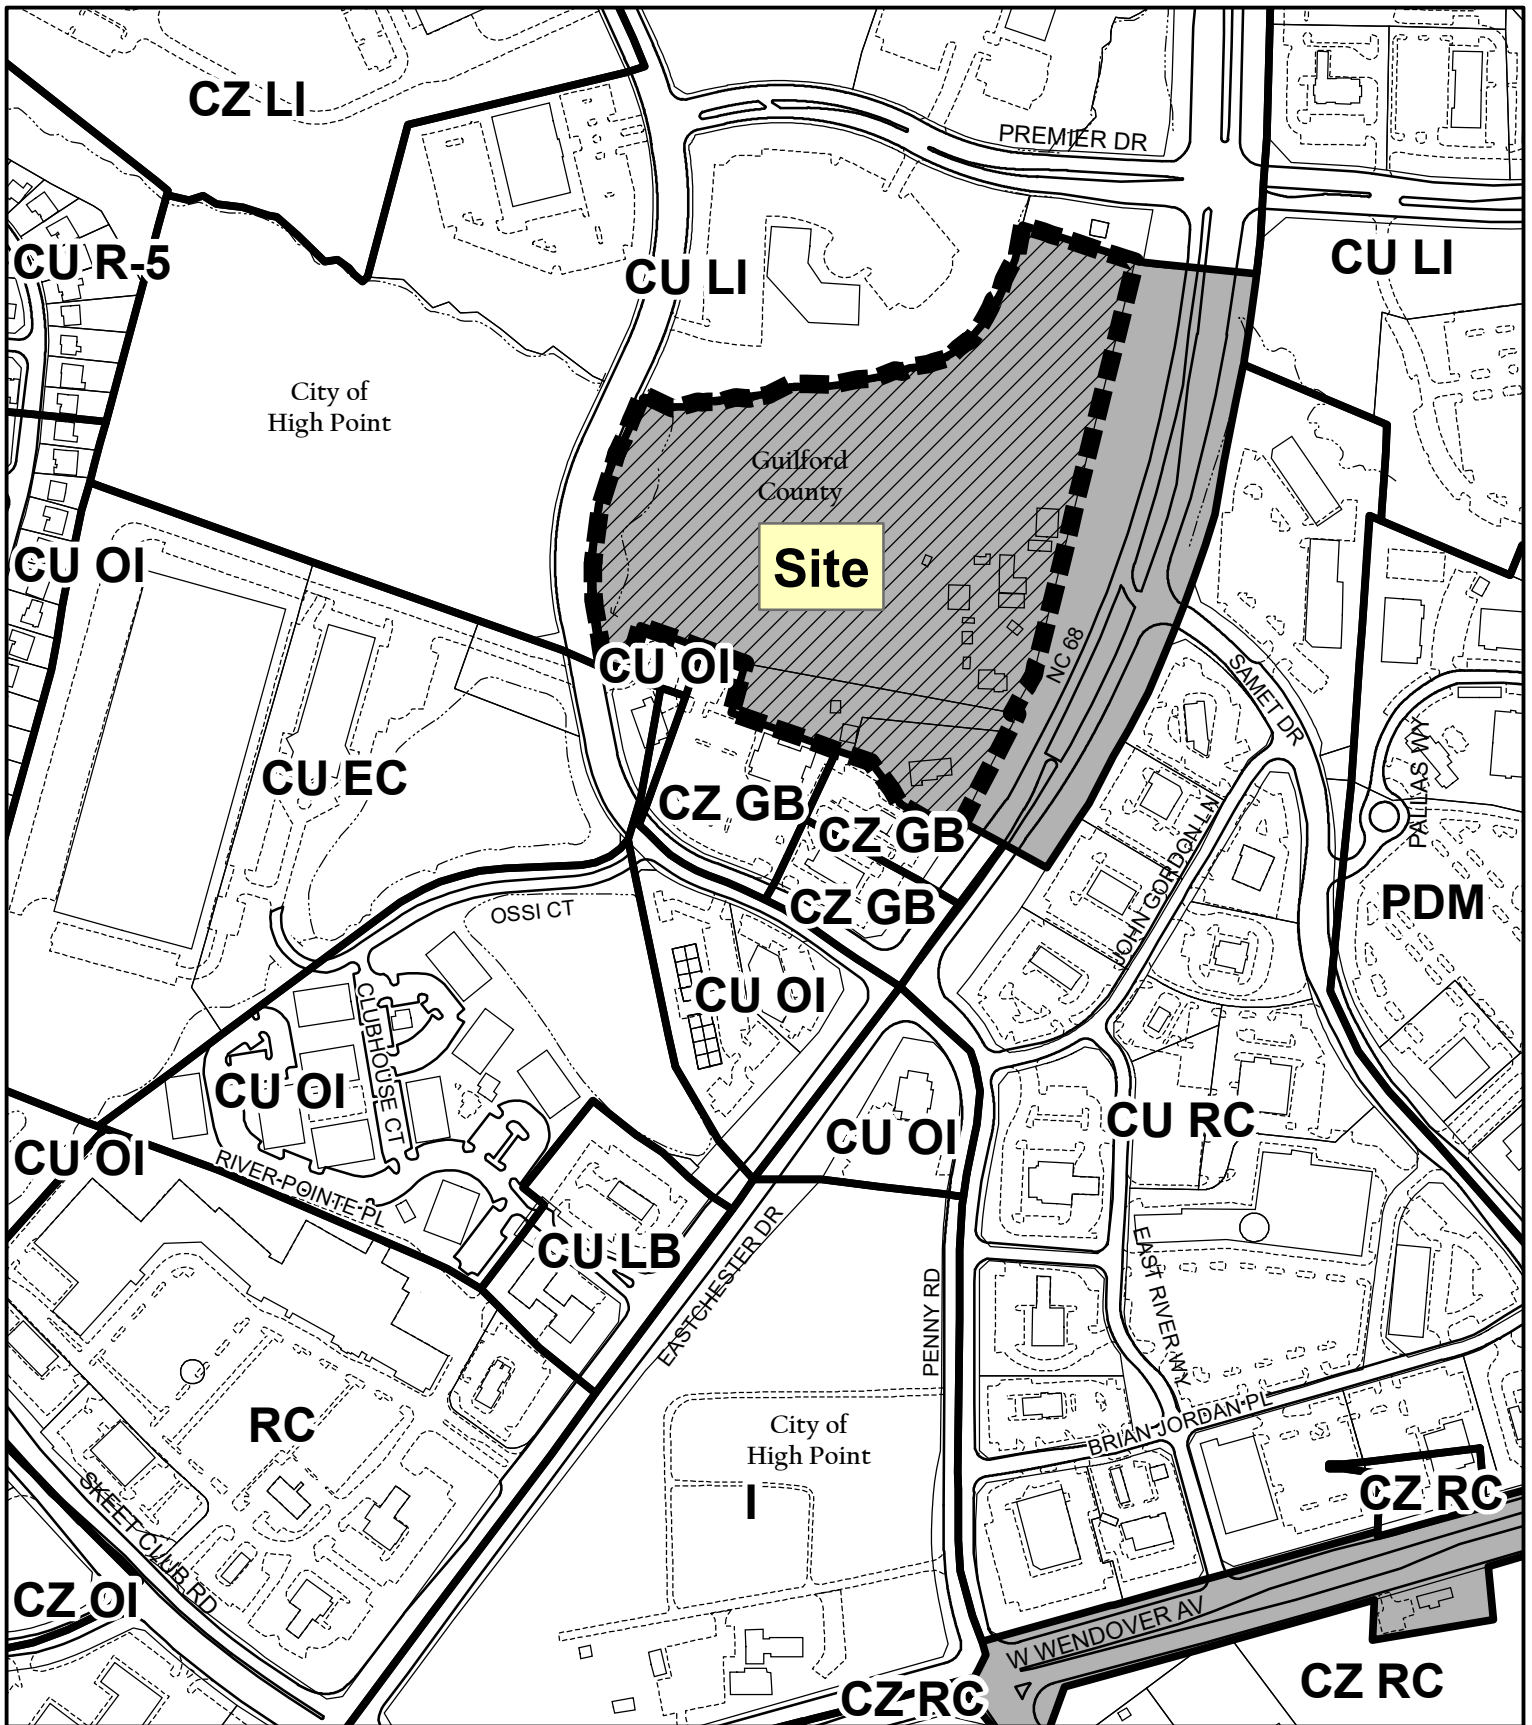 CZ LI
PREMIER DR
CU R-5
CU LI
CU LI
City of
High Point
Guilford
County
Site
CU OI
CU OI
NC 68
SAMET DR
PALLAS WY
CU EC
CZ GB
CZ GB
CZ GB
JOHN GORDON LN
PDM
OSSI CT
CU OI
CLUBHOUSE CT
CU OI
CU OI
CU RC
CU OI
RIVER POINTE PL
CU LB
EASTCHESTER DR
PENNY RD
EAST RIVER WY
BRIAN JORDAN PL
RC
City of
High Point
I
CZ RC
SKEET CLUB RD
CZ OI
W WENDOVER AV
CZ RC
CZ RC